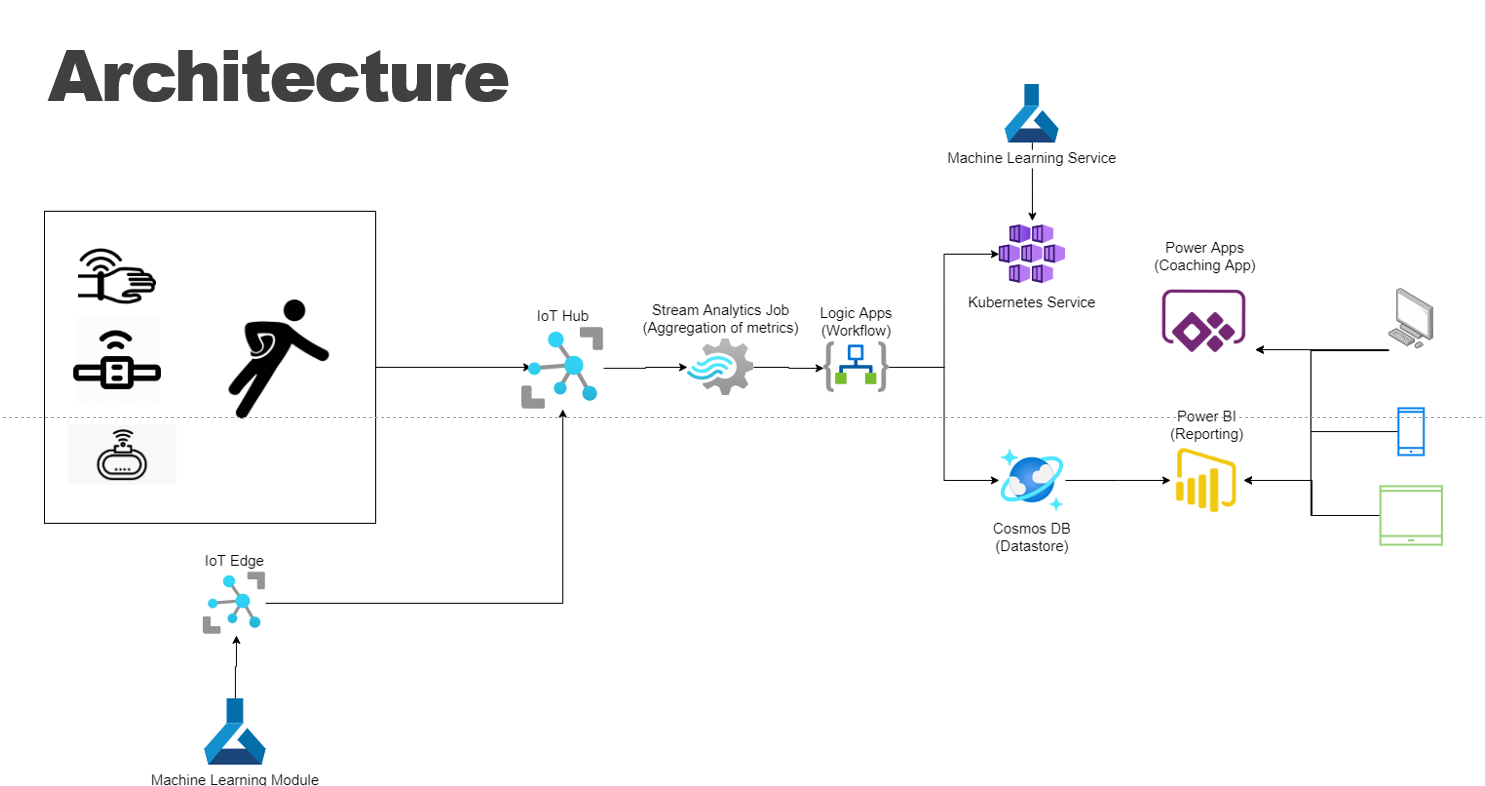 Architecture
Machine Learning Service
Power Apps
(Coaching App)
Kubernetes Service
IoT Hub
Stream Analytics Job
(Aggregation of metrics)
Logic Apps
(Workflow)
Power BI
(Reporting)
Cosmos DB
(Datastore)
IoT Edge
Machine Learning Module